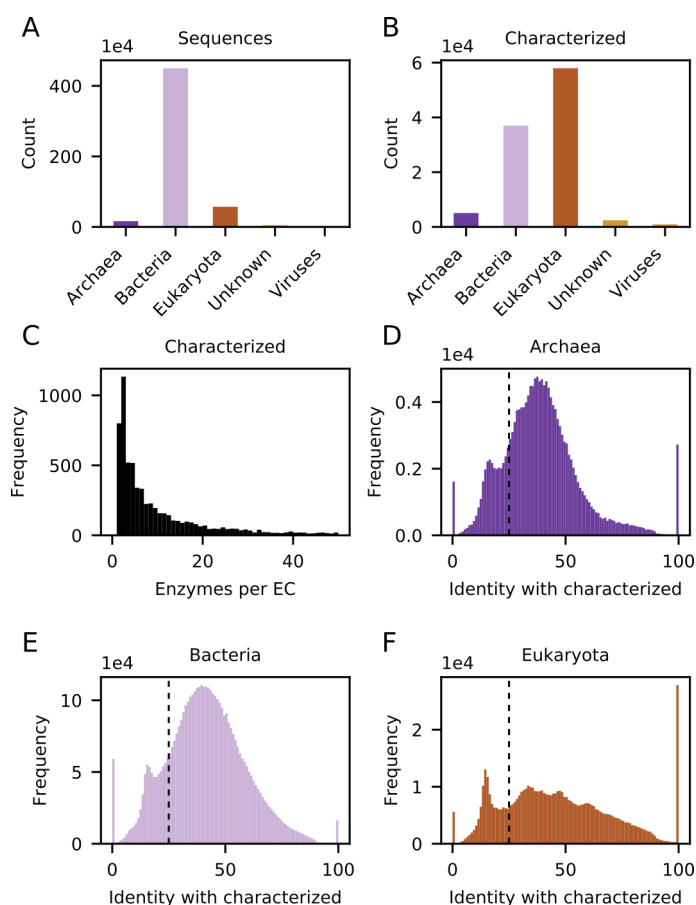 A
Sequences
1e4
Count
400
200
0
Archaea
Bacteria
Eukaryota
Unknown
Viruses
B
Characterized
1e4
Count
6
4
2
0
Archaea
Bacteria
Eukaryota
Unknown
Viruses
C
Characterized
Frequency
1000
500
0
0 20 40
Enzymes per EC
D
Archaea
1e4
Frequency
0.4
0.2
0.0
0 50 100
Identity with characterized
E
Bacteria
1e4
Frequency
10
5
0
0 50 100
Identity with characterized
F
Eukaryota
1e4
Frequency
2
1
0
0 50 100
Identity with characterized